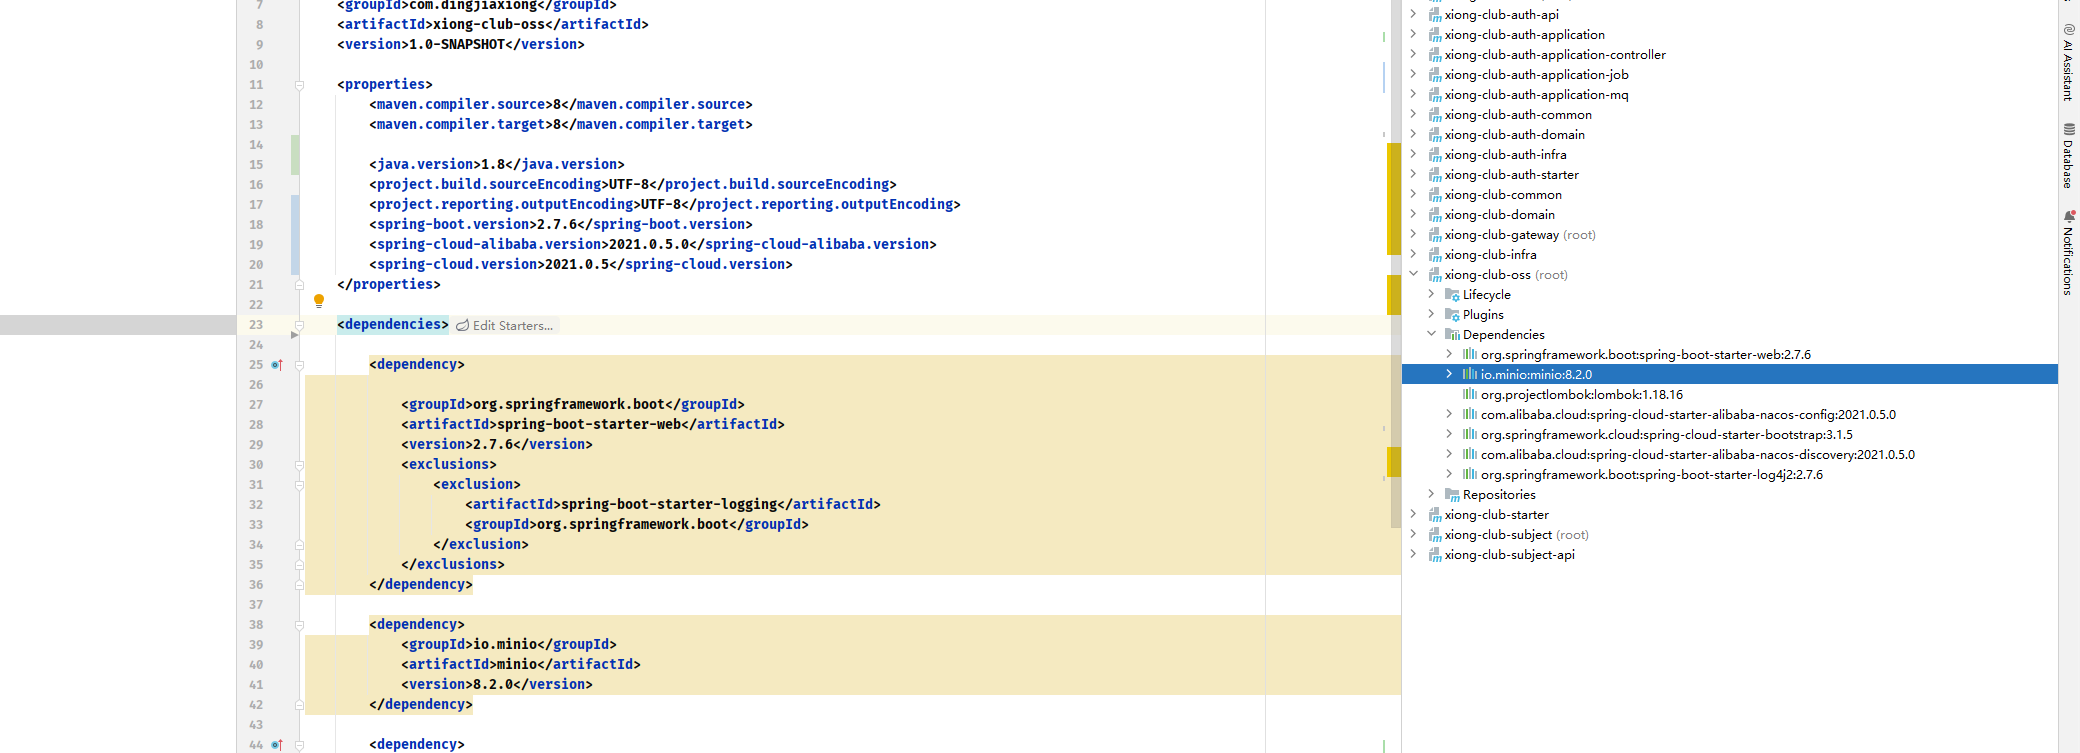 7 <groupId>com.dingjiaxiong</groupId>
8 <artifactId>xiong-club-oss</artifactId>
9 <version>1.0-SNAPSHOT</version>
10
11 <properties>
12 <maven.compiler.source>8</maven.compiler.source>
13 <maven.compiler.target>8</maven.compiler.target>
14
15 <java.version>1.8</java.version>
16 <project.build.sourceEncoding>UTF-8</project.build.sourceEncoding>
17 <project.reporting.outputEncoding>UTF-8</project.reporting.outputEncoding>
18 <spring-boot.version>2.7.6</spring-boot.version>
19 <spring-cloud-alibaba.version>2021.0.5.0</spring-cloud-alibaba.version>
20 <spring-cloud.version>2021.0.5</spring-cloud.version>
21 </properties>
22
23 <dependencies> Edit Starters...
24
25 <dependency>
26
27 <groupId>org.springframework.boot</groupId>
28 <artifactId>spring-boot-starter-web</artifactId>
29 <version>2.7.6</version>
30 <exclusions>
31 <exclusion>
32 <artifactId>spring-boot-starter-logging</artifactId>
33 <groupId>org.springframework.boot</groupId>
34 </exclusion>
35 </exclusions>
36 </dependency>
37
38 <dependency>
39 <groupId>io.minio</groupId>
40 <artifactId>minio</artifactId>
41 <version>8.2.0</version>
42 </dependency>
43
44 <dependency>
xiong-club-auth-api
xiong-club-auth-application
xiong-club-auth-application-controller
xiong-club-auth-application-job
xiong-club-auth-application-mq
xiong-club-auth-common
xiong-club-auth-domain
xiong-club-auth-infra
xiong-club-auth-starter
xiong-club-common
xiong-club-domain
xiong-club-gateway (root)
xiong-club-infra
xiong-club-oss (root)
Lifecycle
Plugins
Dependencies
org.springframework.boot:spring-boot-starter-web:2.7.6
io.minio:minio:8.2.0
org.projectlombok:lombok:1.18.16
com.alibaba.cloud:spring-cloud-starter-alibaba-nacos-config:2021.0.5.0
org.springframework.cloud:spring-cloud-starter-bootstrap:3.1.5
com.alibaba.cloud:spring-cloud-starter-alibaba-nacos-discovery:2021.0.5.0
org.springframework.boot:spring-boot-starter-log4j2:2.7.6
Repositories
xiong-club-starter
xiong-club-subject (root)
xiong-club-subject-api
AI Assistant
Database
Notifications